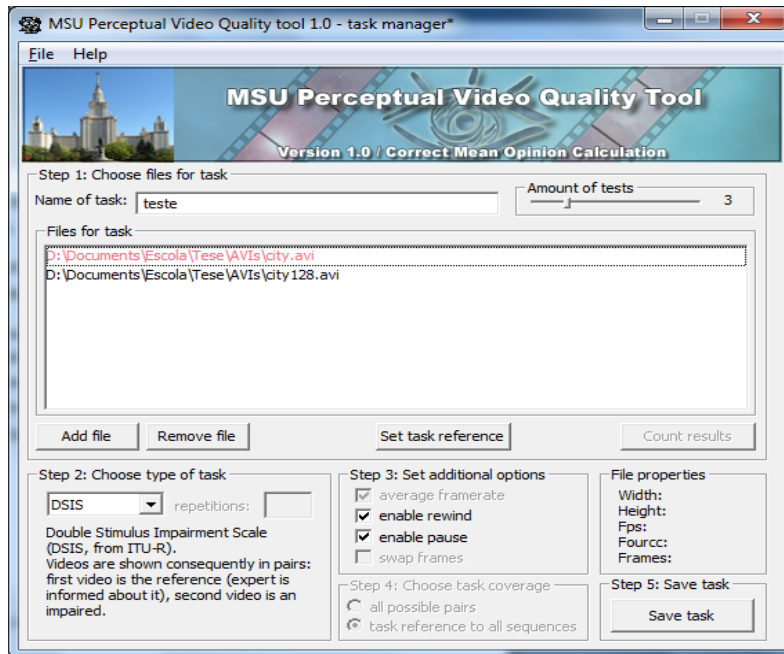 MSU Perceptual Video Quality tool 1.0 - task manager*
File Help
MSU Perceptual Video Quality Tool
Version 1.0 / Correct Mean Opinion Calculation
Step 1: Choose files for task
Name of task: teste
Amount of tests
3
Files for task
D:\Documents\Escola\Tese\AVIs\city.avi
D:\Documents\Escola\Tese\AVIs\city128.avi
Add file Remove file Set task reference Count results
Step 2: Choose type of task
DSIS repetitions:
Double Stimulus Impairment Scale
(DSIS, from ITU-R).
Videos are shown consequently in pairs:
first video is the reference (expert is
informed about it), second video is an
impaired.
Step 3: Set additional options
average framerate
enable rewind
enable pause
swap frames
Step 4: Choose task coverage
all possible pairs
task reference to all sequences
File properties
Width:
Height:
Fps:
Fourcc:
Frames:
Step 5: Save task
Save task